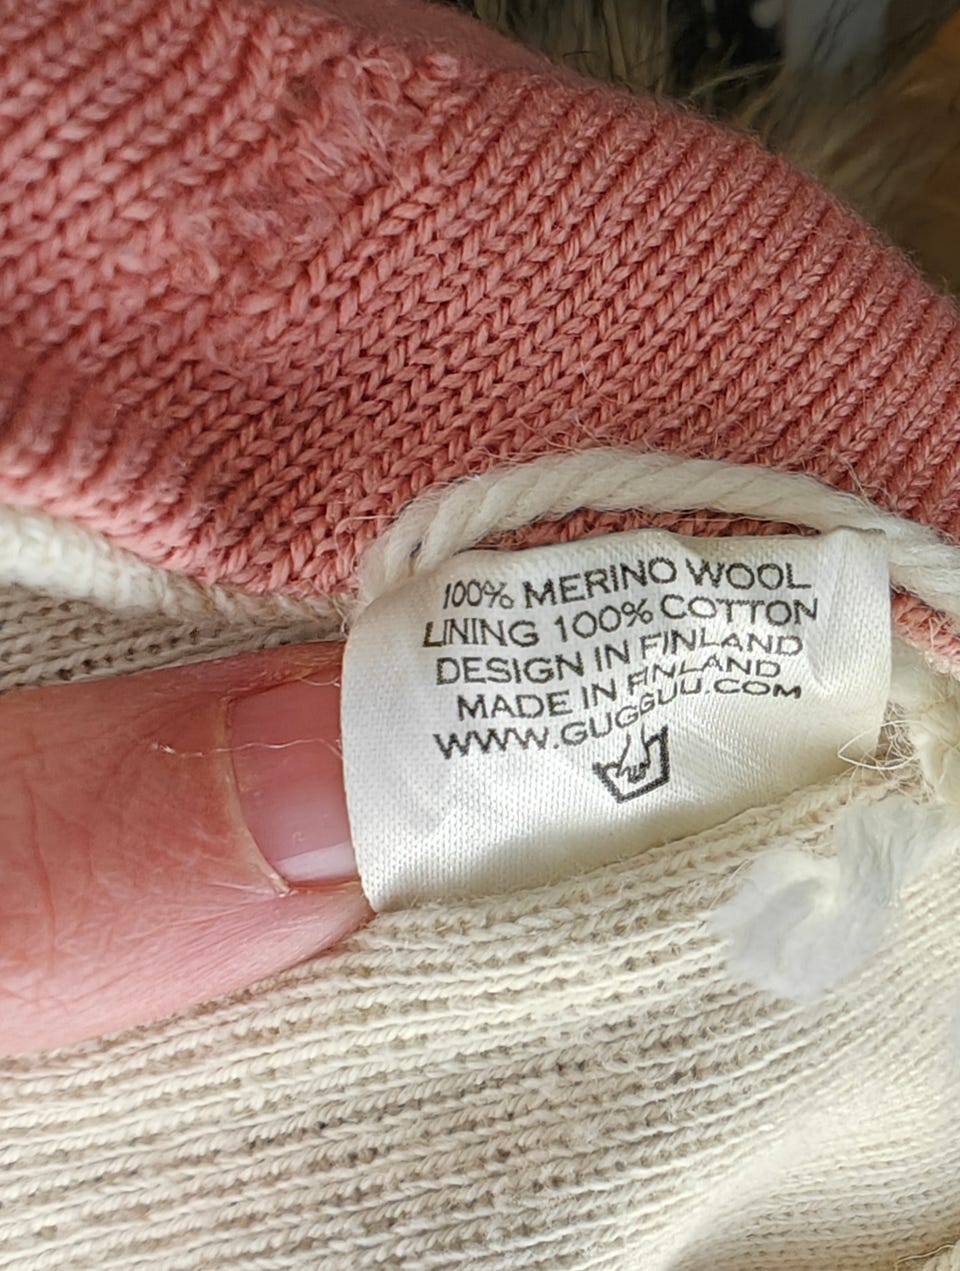 100% MERINO WOOL
LINING 100% COTTON
DESIGN IN FINLAND
MADE IN FINLAND
WWW.GUGGUU.COM